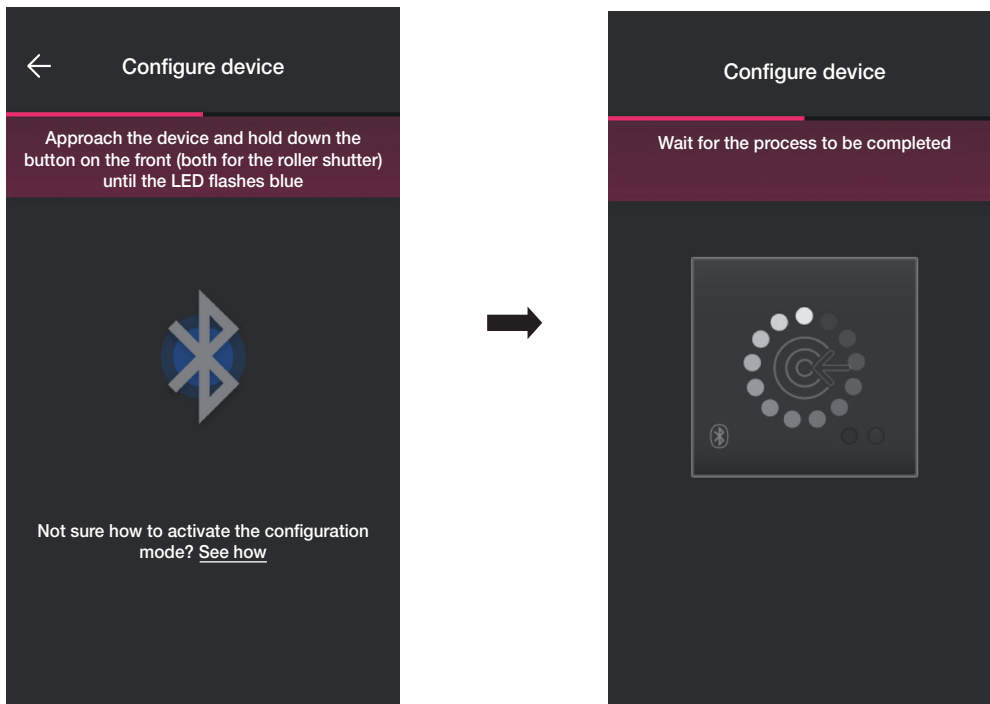 Configure device
Approach the device and hold down the
button on the front (both for the roller shutter)
until the LED flashes blue
Not sure how to activate the configuration
mode? See how
Configure device
Wait for the process to be completed